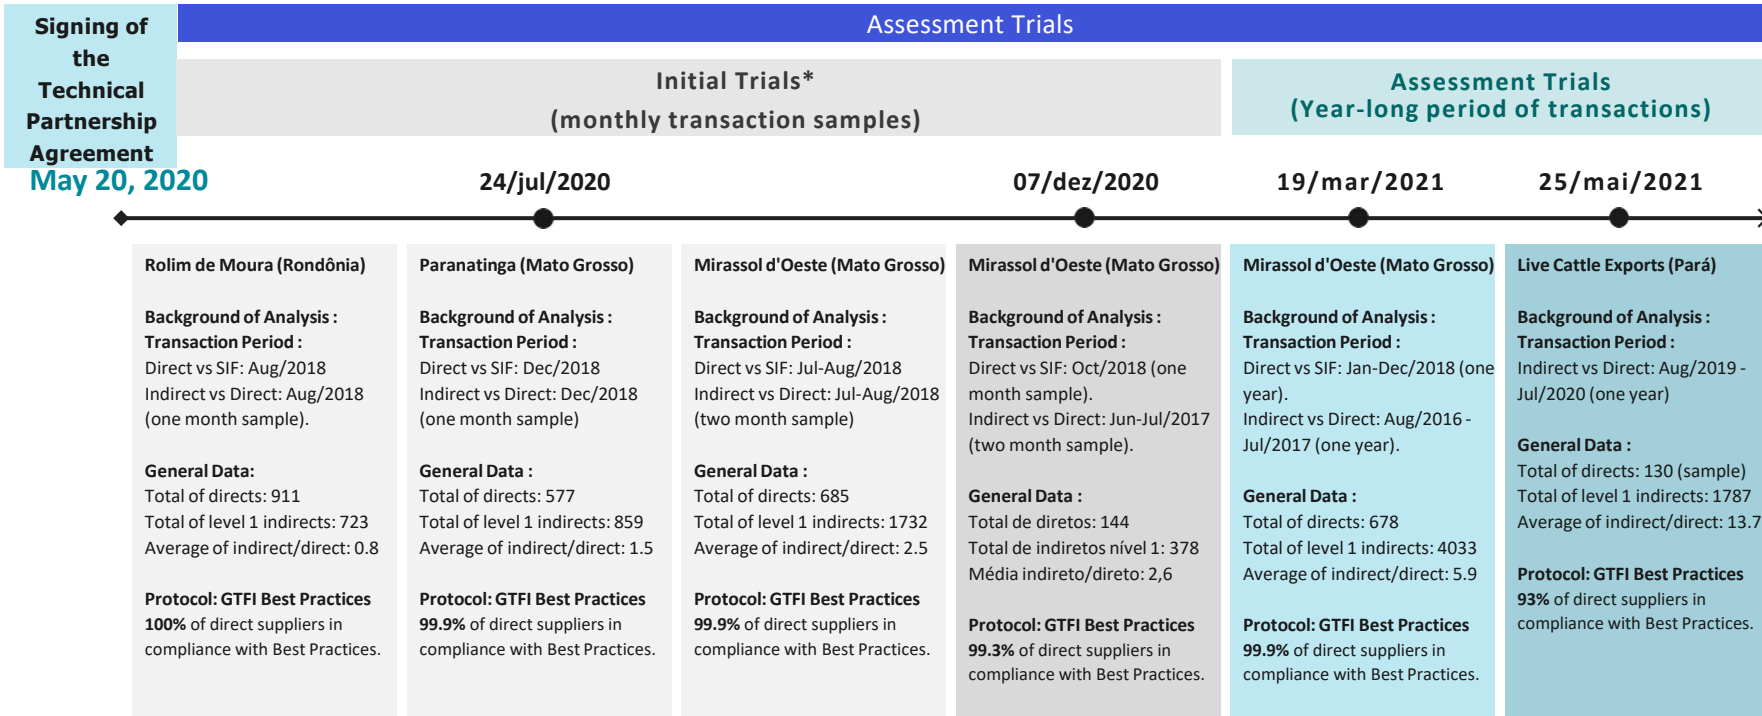 Signing of
the
Technical
Partnership
Agreement
May 20, 2020
Assessment Trials
Initial Trials*
(monthly transaction samples)
Assessment Trials
(Year-long period of transactions)
24/jul/2020
07/dez/2020
19/mar/2021
25/mai/2021
Rolim de Moura (Rondônia)
Background of Analysis :
Transaction Period :
Direct vs SIF: Aug/2018
Indirect vs Direct: Aug/2018
(one month sample).
General Data:
Total of directs: 911
Total of level 1 indirects: 723
Average of indirect/direct: 0.8
Protocol: GTFI Best Practices
100% of direct suppliers in
compliance with Best Practices.
Paranatinga (Mato Grosso)
Background of Analysis :
Transaction Period :
Direct vs SIF: Dec/2018
Indirect vs Direct: Dec/2018
(one month sample)
General Data :
Total of directs: 577
Total of level 1 indirects: 859
Average of indirect/direct: 1.5
Protocol: GTFI Best Practices
99.9% of direct suppliers in
compliance with Best Practices.
Mirassol d'Oeste (Mato Grosso)
Background of Analysis :
Transaction Period :
Direct vs SIF: Jul-Aug/2018
Indirect vs Direct: Jul-Aug/2018
(two month sample)
General Data :
Total of directs: 685
Total of level 1 indirects: 1732
Average of indirect/direct: 2.5
Protocol: GTFI Best Practices
99.9% of direct suppliers in
compliance with Best Practices.
Mirassol d'Oeste (Mato Grosso)
Background of Analysis :
Transaction Period :
Direct vs SIF: Oct/2018 (one
month sample).
Indirect vs Direct: Jun-Jul/2017
(two month sample).
General Data :
Total de diretos: 144
Total de indiretos nível 1: 378
Média indireto/direto: 2,6
Protocol: GTFI Best Practices
99.3% of direct suppliers in
compliance with Best Practices.
Mirassol d'Oeste (Mato Grosso)
Background of Analysis :
Transaction Period :
Direct vs SIF: Jan-Dec/2018 (one
year).
Indirect vs Direct: Aug/2016 -
Jul/2017 (one year).
General Data :
Total of directs: 678
Total of level 1 indirects: 4033
Average of indirect/direct: 5.9
Protocol: GTFI Best Practices
99.9% of direct suppliers in
compliance with Best Practices.
Live Cattle Exports (Pará)
Background of Analysis :
Transaction Period :
Indirect vs Direct: Aug/2019 -
Jul/2020 (one year)
General Data :
Total of directs: 130 (sample)
Total of level 1 indirects: 1787
Average of indirect/direct: 13.7
Protocol: GTFI Best Practices
93% of direct suppliers in
compliance with Best Practices.